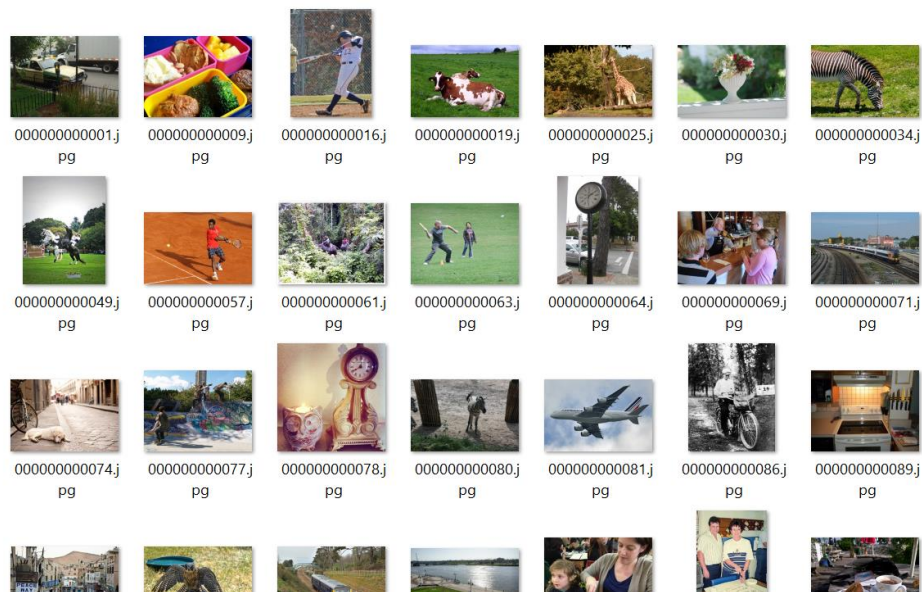 000000000001.j
pg
000000000009.j
pg
000000000016.j
pg
000000000019.j
pg
000000000025.j
pg
000000000030.j
pg
000000000034.j
pg
000000000049.j
pg
000000000057.j
pg
000000000061.j
pg
000000000063.j
pg
000000000064.j
pg
000000000069.j
pg
000000000071.j
pg
000000000074.j
pg
000000000077.j
pg
000000000078.j
pg
000000000080.j
pg
000000000081.j
pg
000000000086.j
pg
000000000089.j
pg
PEACE